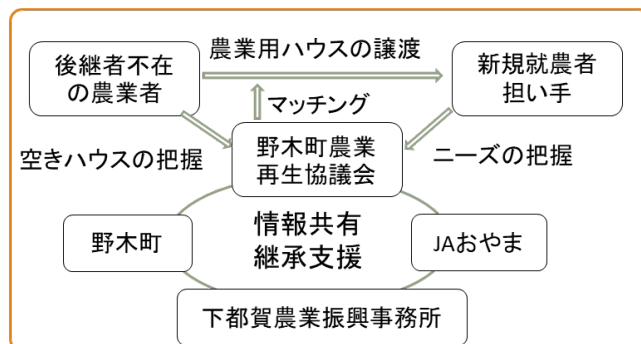 農業用ハウスの譲渡
後継者不在
の農業者
新規就農者
担い手
マッチング
空きハウスの把握
ニーズの把握
野木町農業
再生協議会
野木町
情報共有
継承支援
JAおやま
下都賀農業振興事務所